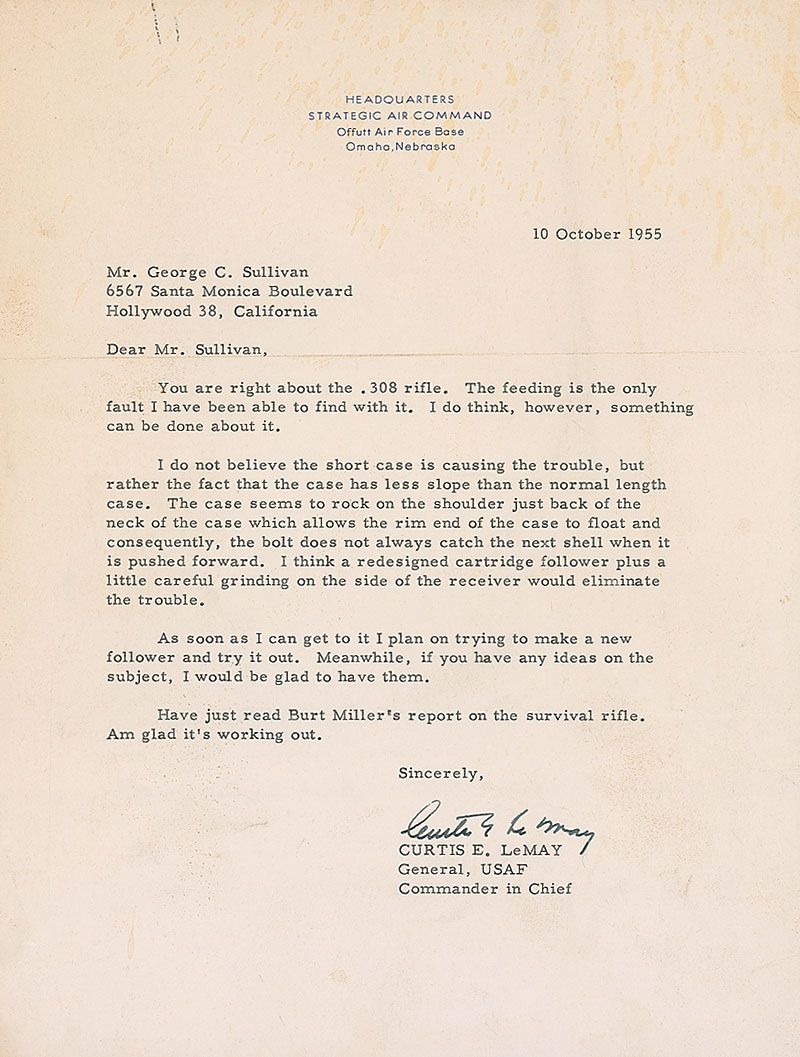 HEADQUARTERS
STRATEGIC AIR COMMAND
Offutt Air Force Base
Omaha, Nebraska
10 October 1955
Mr. George C. Sullivan
6567 Santa Monica Boulevard
Hollywood 38, California
Dear Mr. Sullivan,
You are right about the .308 rifle. The feeding is the only
fault I have been able to find with it. I do think, however, something
can be done about it.
I do not believe the short case is causing the trouble, but
rather the fact that the case has less slope than the normal length
case. The case seems to rock on the shoulder just back of the
neck of the case which allows the rim end of the case to float and
consequently, the bolt does not always catch the next shell when it
is pushed forward. I think a redesigned cartridge follower plus a
little careful grinding on the side of the receiver would eliminate
the trouble.
As soon as I can get to it I plan on trying to make a new
follower and try it out. Meanwhile, if you have any ideas on the
subject, I would be glad to have them.
Have just read Burt Miller's report on the survival rifle.
Am glad it's working out.
Sincerely,
Curtis E LeMay
CURTIS E. LeMAY
General, USAF
Commander in Chief